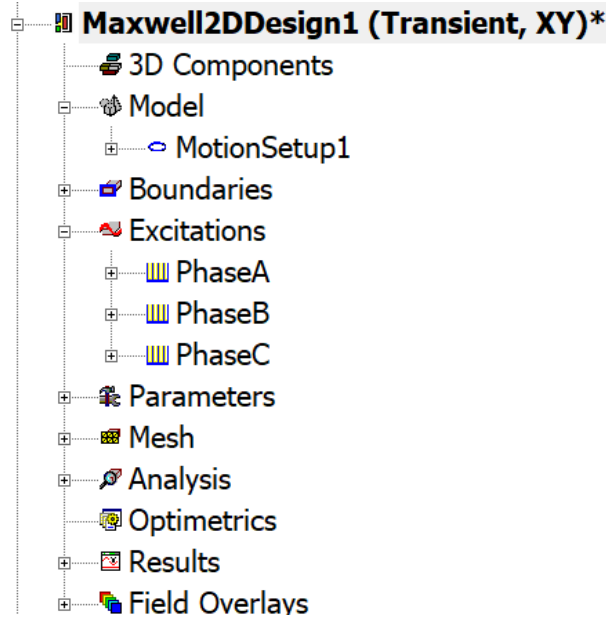 Maxwell2DDesign1 (Transient, XY)*
3D Components
Model
MotionSetup1
Boundaries
Excitations
PhaseA
PhaseB
PhaseC
Parameters
Mesh
Analysis
Optimetrics
Results
Field Overlays